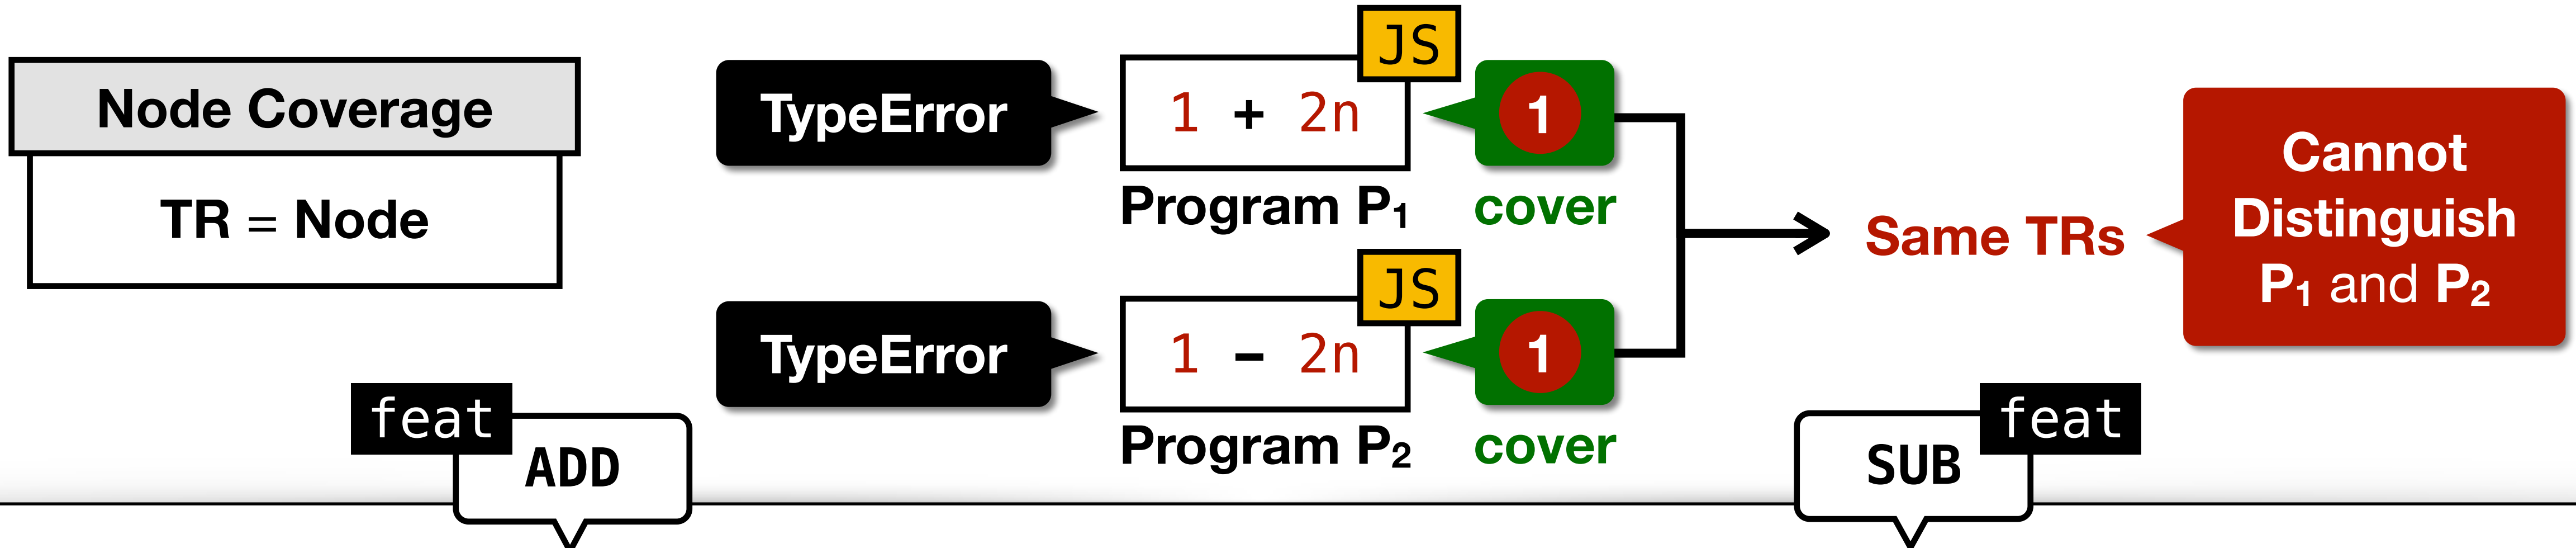 Node Coverage
TR = Node
TypeError
1 + 2n
JS
1
Program P₁
cover
TypeError
1 - 2n
JS
1
Program P₂
cover
Same TRs
Cannot
Distinguish
P₁ and P₂
feat
ADD
feat
SUB